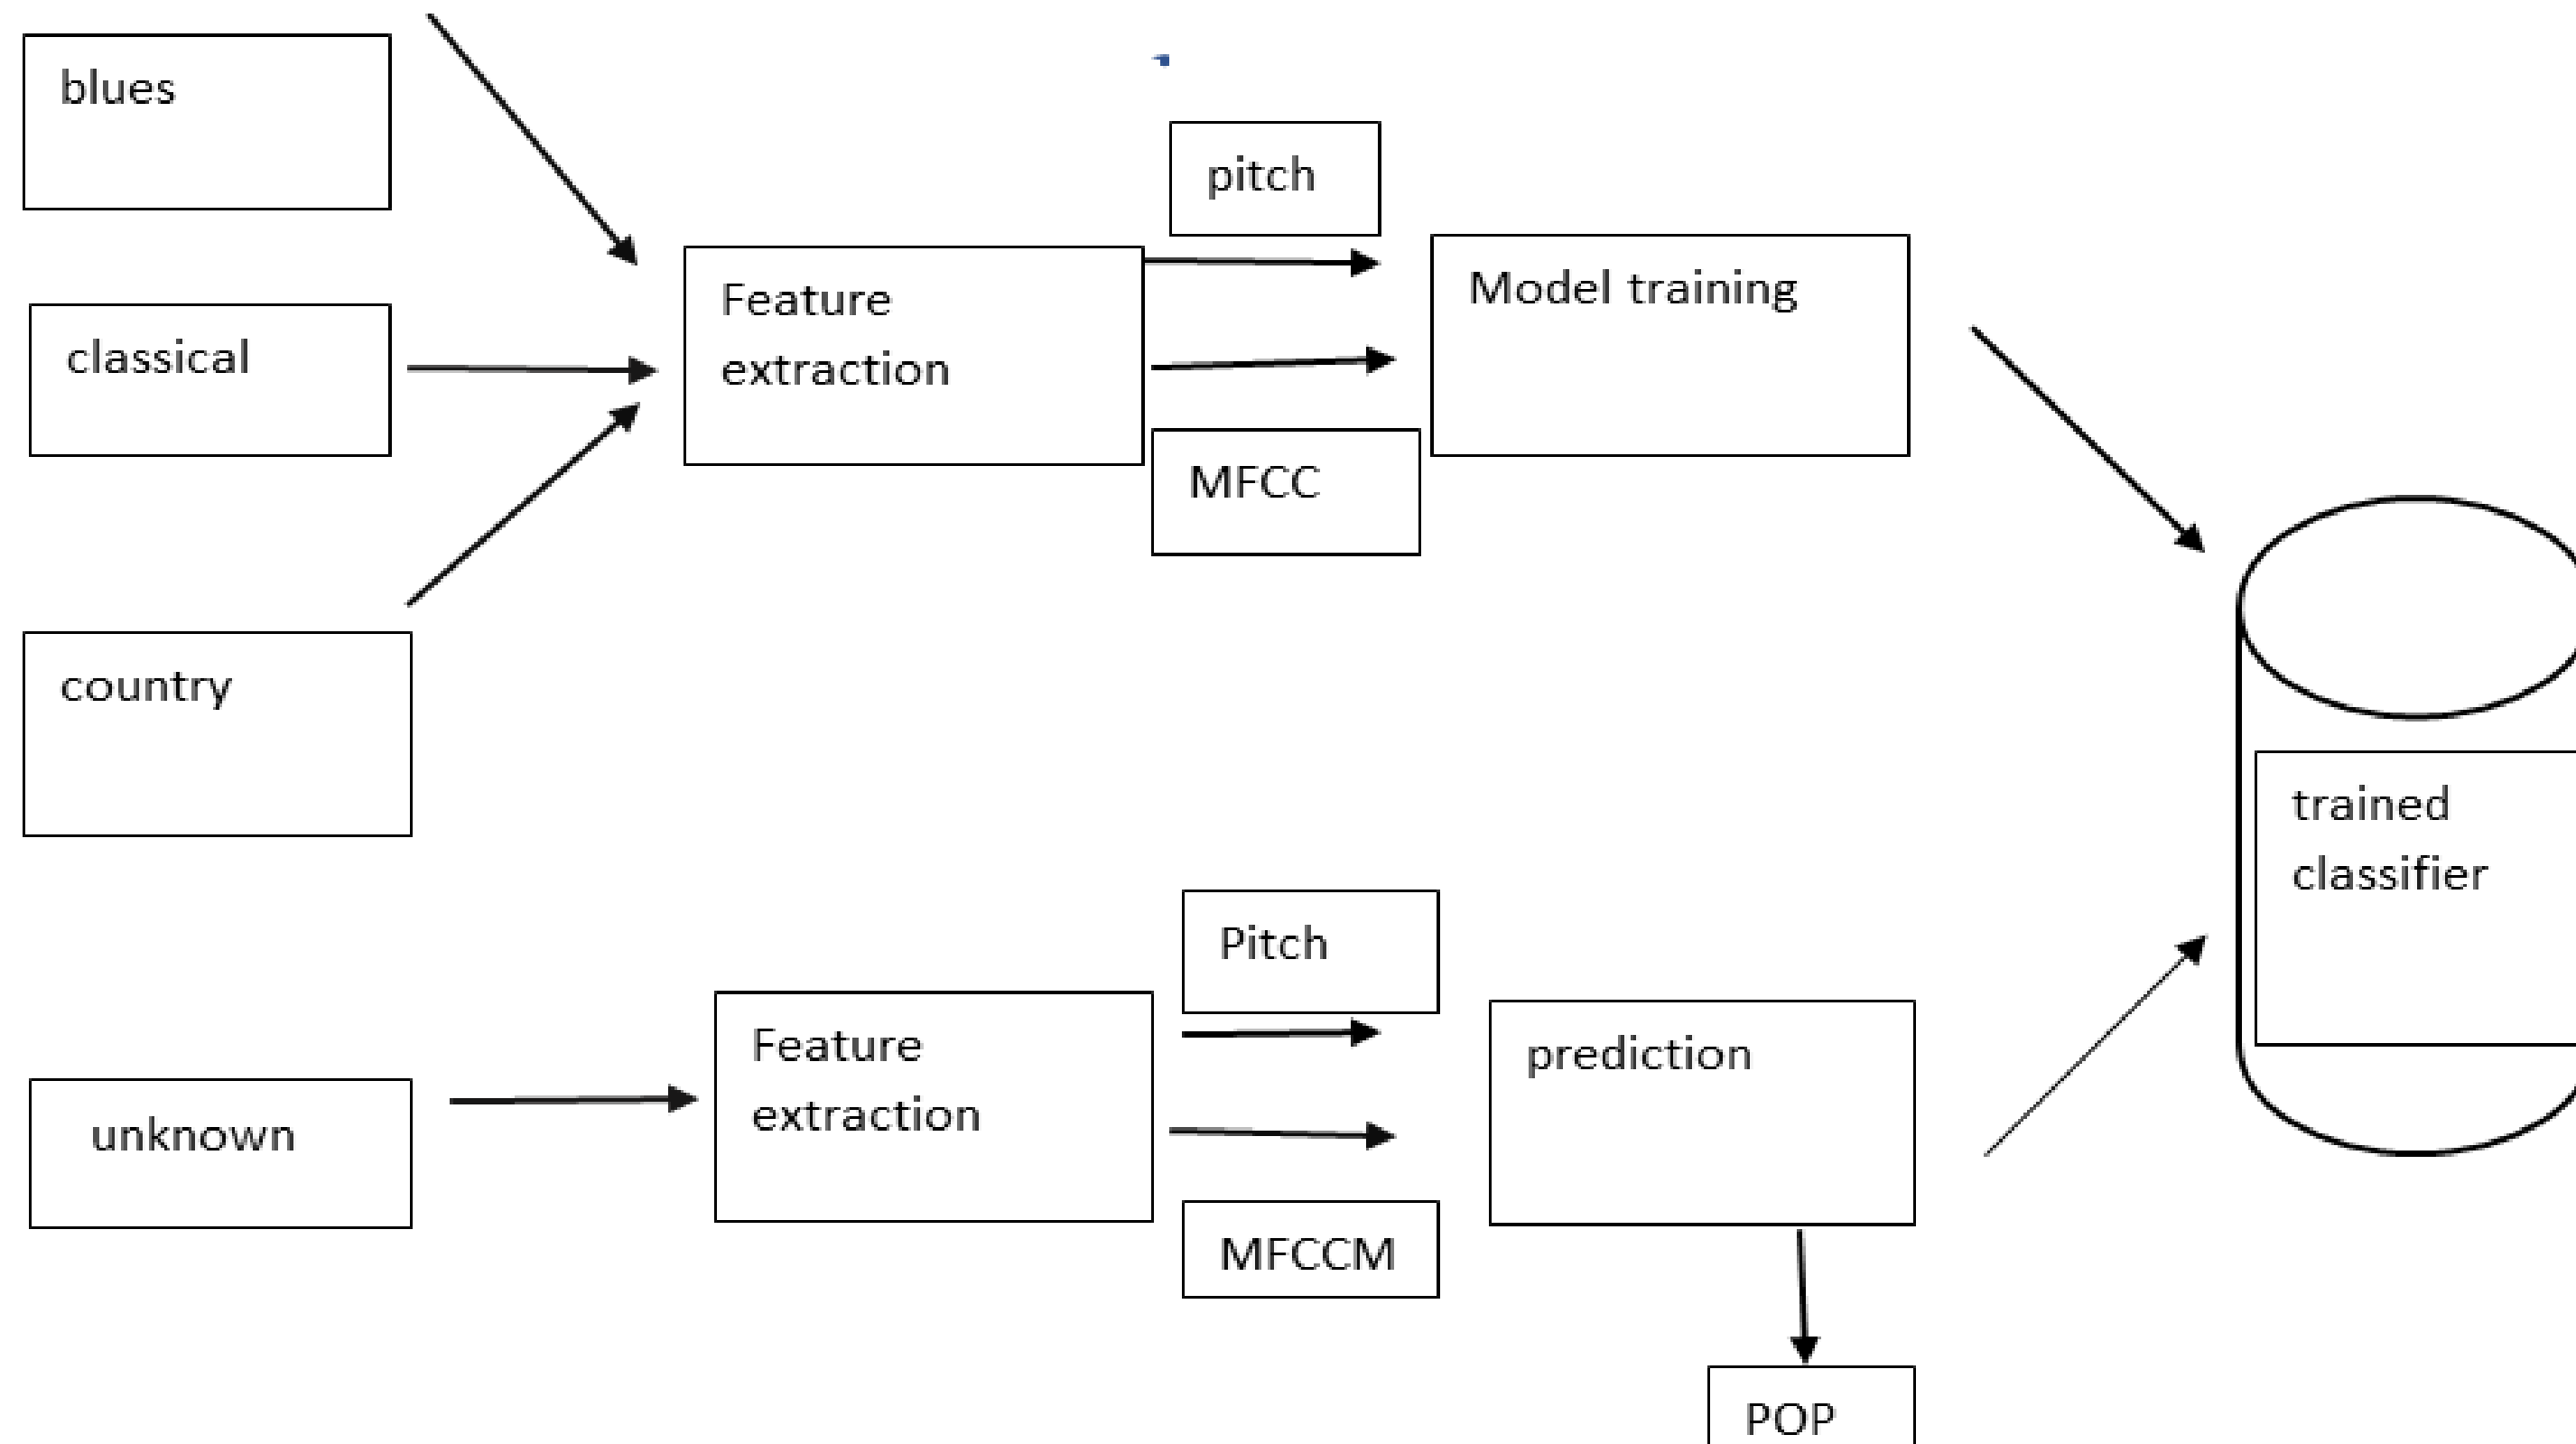 blues
pitch
Feature
extraction
Model training
classical
MFCC
country
trained
classifier
Pitch
Feature
extraction
prediction
unknown
MFCCM
POP